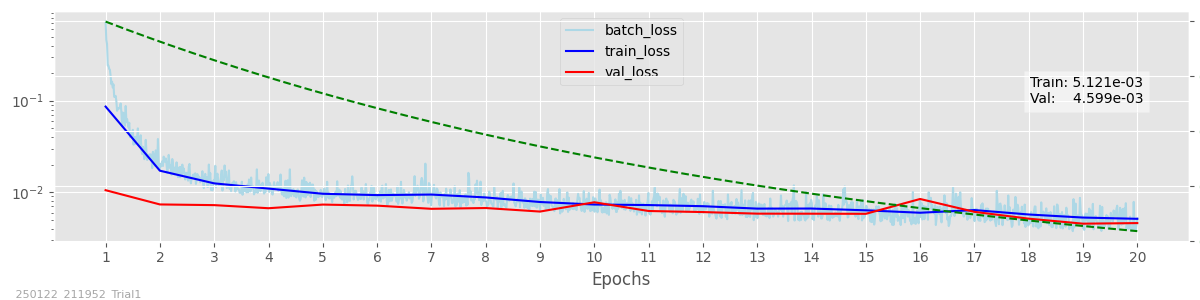 batch_loss
train_loss
val_loss
Train: 5.121e-03
Val: 4.599e-03
10⁻¹
10⁻²
1 2 3 4 5 6 7 8 9 10 11 12 13 14 15 16 17 18 19 20
Epochs
250122_211952_Trial1